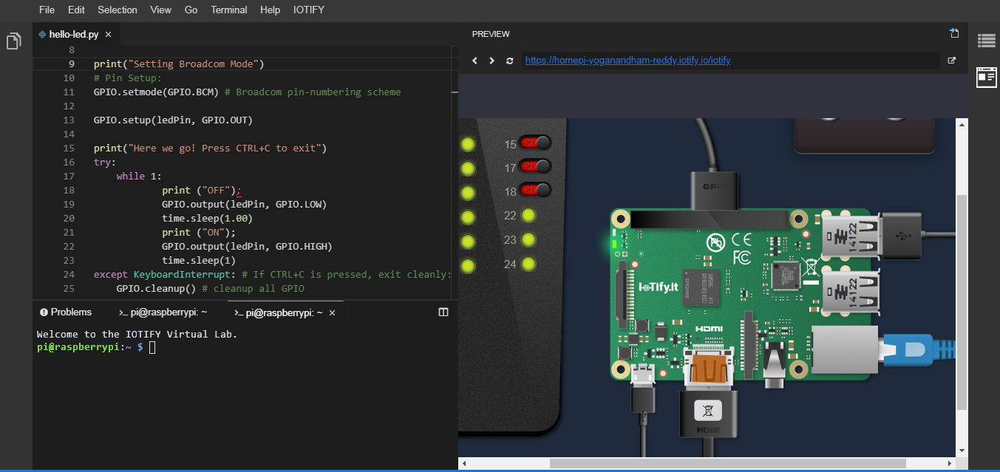 File Edit Selection View Go Terminal Help IOTIFY
hello-led.py ×
8
9 print("Setting Broadcom Mode")
10 # Pin Setup:
11 GPIO.setmode(GPIO.BCM) # Broadcom pin-numbering scheme
12
13 GPIO.setup(ledPin, GPIO.OUT)
14
15 print("Here we go! Press CTRL+C to exit")
16 try:
17 while 1:
18 print ("OFF");
19 GPIO.output(ledPin, GPIO.LOW)
20 time.sleep(1.00)
21 print ("ON");
22 GPIO.output(ledPin, GPIO.HIGH)
23 time.sleep(1)
24 except KeyboardInterrupt: # If CTRL+C is pressed, exit cleanly:
25 GPIO.cleanup() # cleanup all GPIO
Problems >_ pi@raspberrypi: ~ >_ pi@raspberrypi: ~ ×
Welcome to the IOTIFY Virtual Lab.
pi@raspberrypi:~ $
PREVIEW
https://homepi-yoganandham-reddy.iotify.io/iotify
15 OFF
17 OFF
18 OFF
22
23
24
GPIO
Pb
CE
FC
14122
14122
IoTify.It
HDMI
HDMI